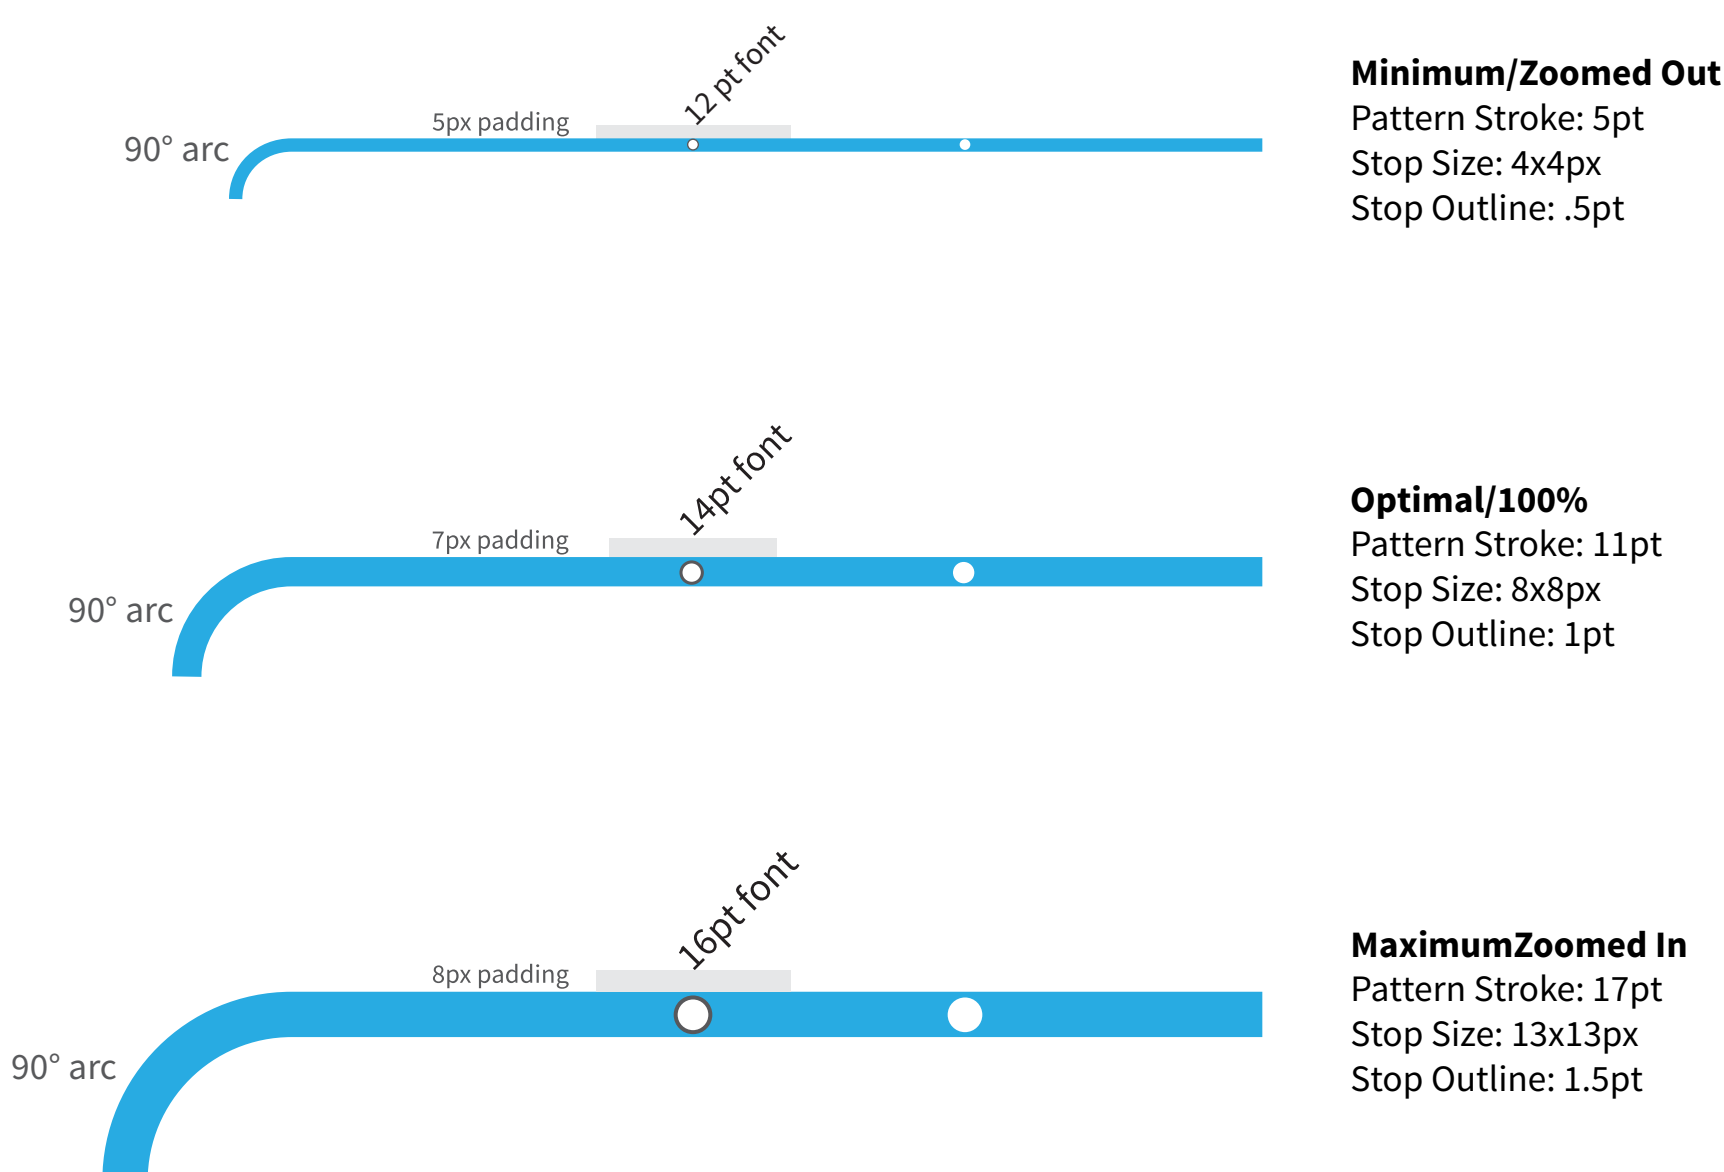 12 pt font
5px padding
90° arc
Minimum/Zoomed Out
Pattern Stroke: 5pt
Stop Size: 4x4px
Stop Outline: .5pt
14pt font
7px padding
90° arc
Optimal/100%
Pattern Stroke: 11pt
Stop Size: 8x8px
Stop Outline: 1pt
16pt font
8px padding
90° arc
MaximumZoomed In
Pattern Stroke: 17pt
Stop Size: 13x13px
Stop Outline: 1.5pt